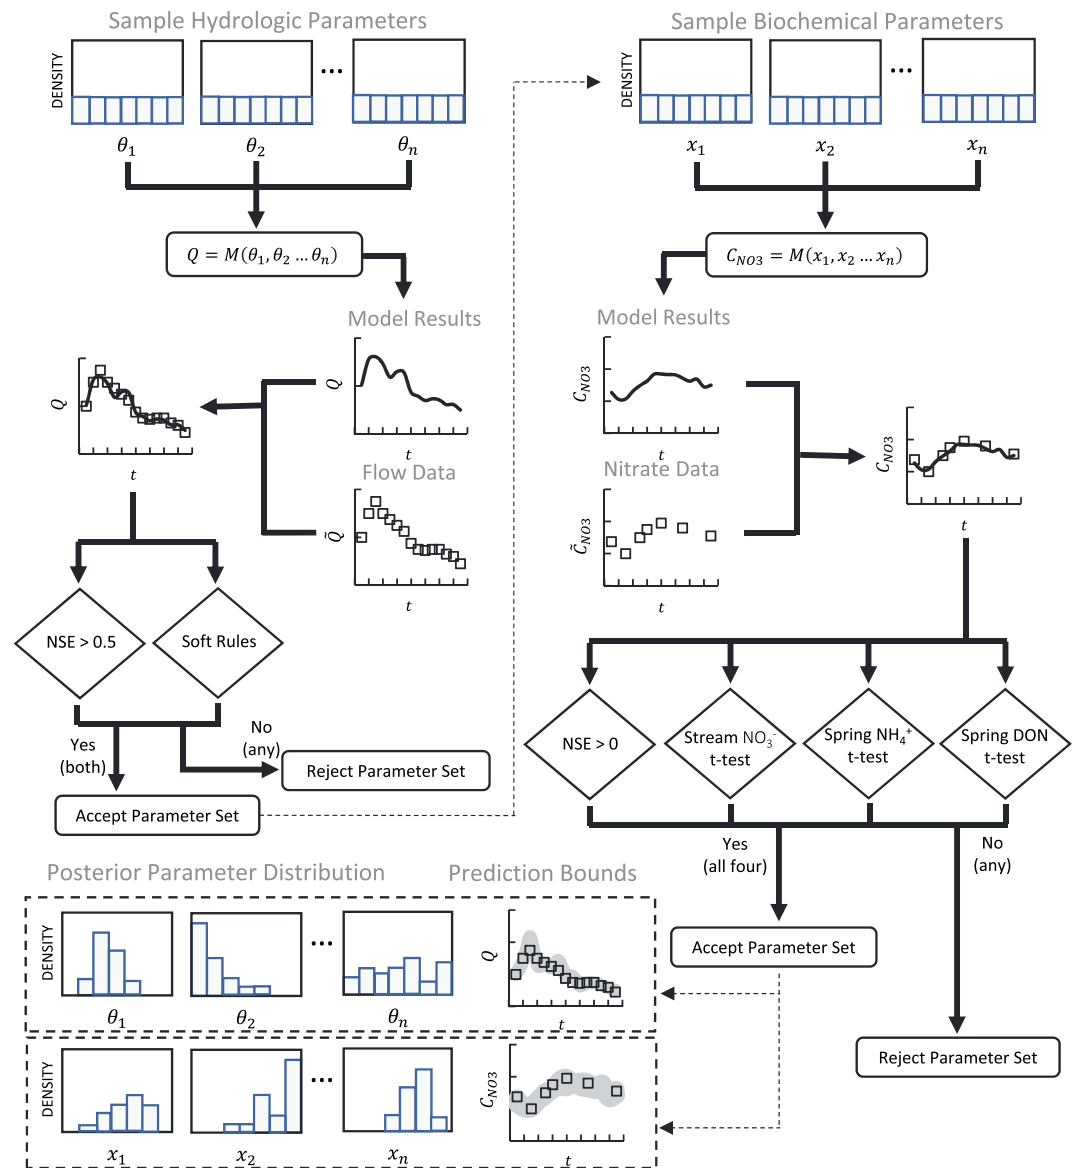 Sample Hydrologic Parameters
DENSITY
...
θ1
θ2
θn
Q = M(θ1, θ2 … θn)
Model Results
Q
t
Q
t
Flow Data
Q̃
t
NSE > 0.5
Soft Rules
Yes
(both)
No
(any)
Reject Parameter Set
Accept Parameter Set
Sample Biochemical Parameters
DENSITY
...
x1
x2
xn
CNO3 = M(x1, x2 … xn)
Model Results
CNO3
t
Nitrate Data
C̃NO3
t
CNO3
t
NSE > 0
Stream NO3-
t-test
Spring NH4+
t-test
Spring DON
t-test
Yes
(all four)
No
(any)
Accept Parameter Set
Reject Parameter Set
Posterior Parameter Distribution
Prediction Bounds
DENSITY
...
θ1
θ2
θn
Q
t
DENSITY
...
x1
x2
xn
CNO3
t